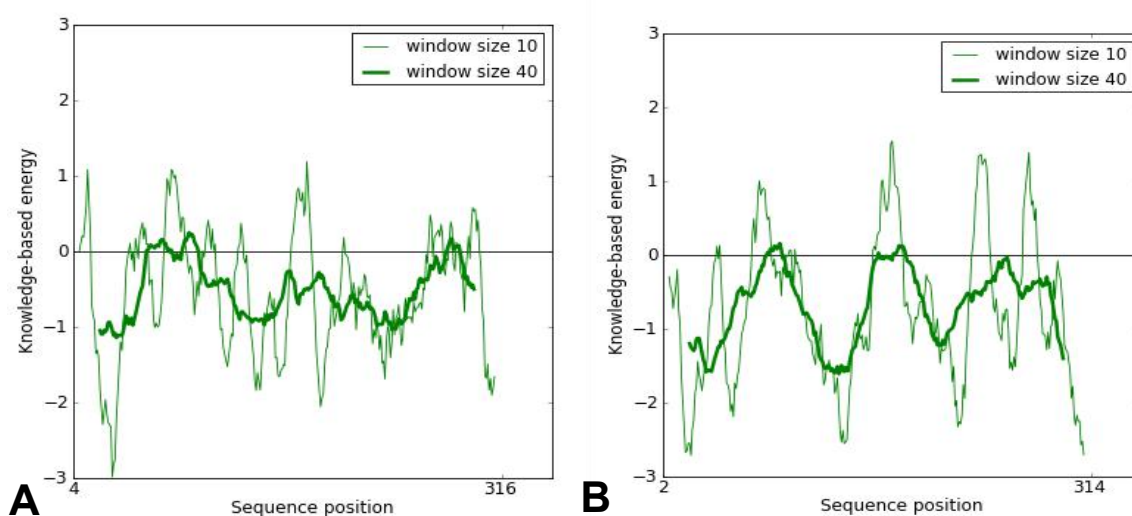 3
2
1
0
−1
−2
−3
Knowledge-based energy
window size 10
window size 40
4
316
Sequence position
A
3
2
1
0
−1
−2
−3
Knowledge-based energy
window size 10
window size 40
2
314
Sequence position
B